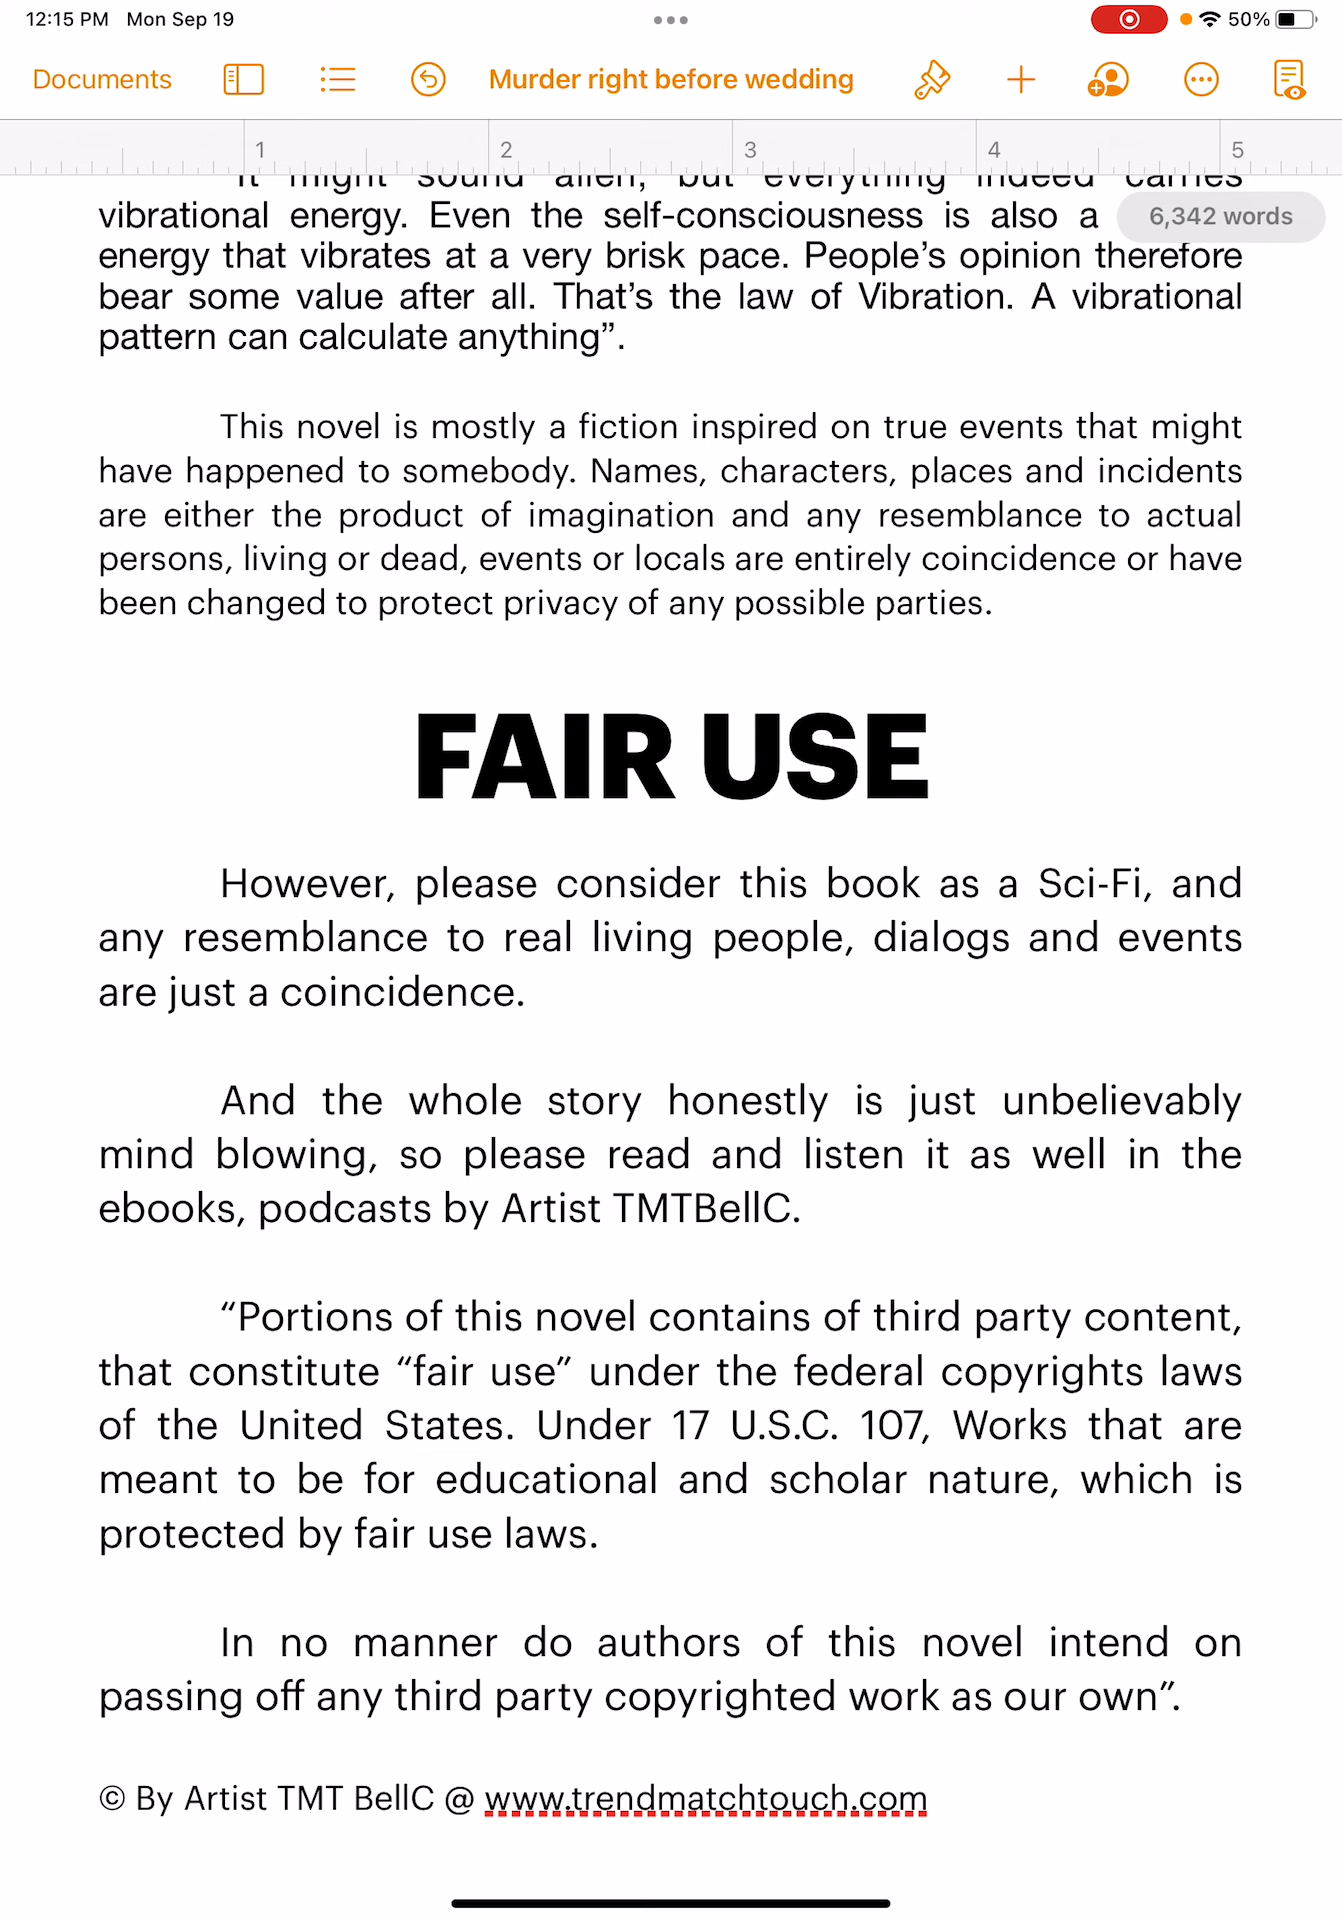 12:15 PM Mon Sep 19
50%
Documents
Murder right before wedding
1 2 3 4 5
It might sound alien, but everything indeed carries
vibrational energy. Even the self-consciousness is also a
6,342 words
energy that vibrates at a very brisk pace. People’s opinion therefore
bear some value after all. That’s the law of Vibration. A vibrational
pattern can calculate anything”.
This novel is mostly a fiction inspired on true events that might
have happened to somebody. Names, characters, places and incidents
are either the product of imagination and any resemblance to actual
persons, living or dead, events or locals are entirely coincidence or have
been changed to protect privacy of any possible parties.
FAIR USE
However, please consider this book as a Sci-Fi, and
any resemblance to real living people, dialogs and events
are just a coincidence.
And the whole story honestly is just unbelievably
mind blowing, so please read and listen it as well in the
ebooks, podcasts by Artist TMTBellC.
“Portions of this novel contains of third party content,
that constitute “fair use” under the federal copyrights laws
of the United States. Under 17 U.S.C. 107, Works that are
meant to be for educational and scholar nature, which is
protected by fair use laws.
In no manner do authors of this novel intend on
passing off any third party copyrighted work as our own”.
© By Artist TMT BellC @ www.trendmatchtouch.com